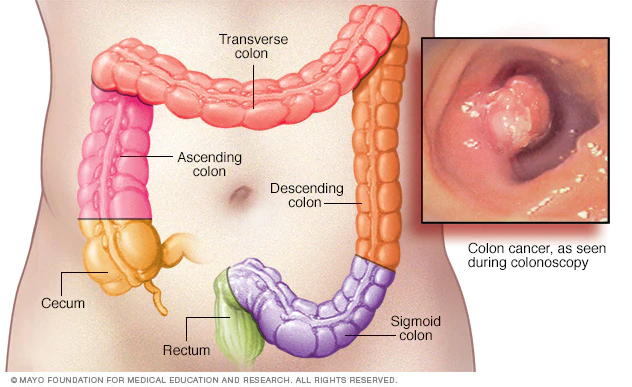 Transverse
colon
Ascending
colon
Descending
colon
Colon cancer, as seen
during colonoscopy
Cecum
Sigmoid
colon
Rectum
© MAYO FOUNDATION FOR MEDICAL EDUCATION AND RESEARCH. ALL RIGHTS RESERVED.